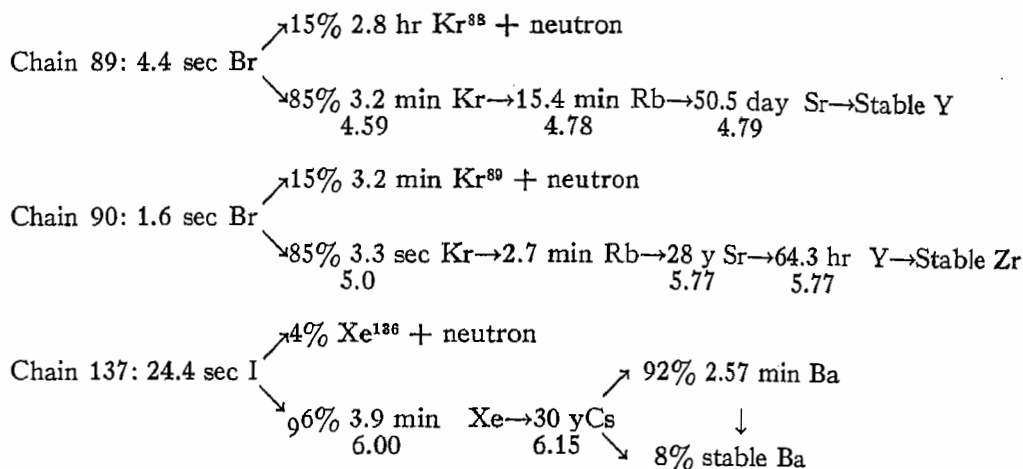 ↗15% 2.8 hr Kr⁸⁸ + neutron
Chain 89: 4.4 sec Br
↘85% 3.2 min Kr→15.4 min Rb→50.5 day Sr→Stable Y
4.59 4.78 4.79
↗15% 3.2 min Kr⁸⁹ + neutron
Chain 90: 1.6 sec Br
↘85% 3.3 sec Kr→2.7 min Rb→28 y Sr→64.3 hr Y→Stable Zr
5.0 5.77 5.77
↗4% Xe¹³⁶ + neutron
Chain 137: 24.4 sec I ↗ 92% 2.57 min Ba
↘96% 3.9 min Xe→30 yCs ↓
6.00 6.15 ↘ 8% stable Ba